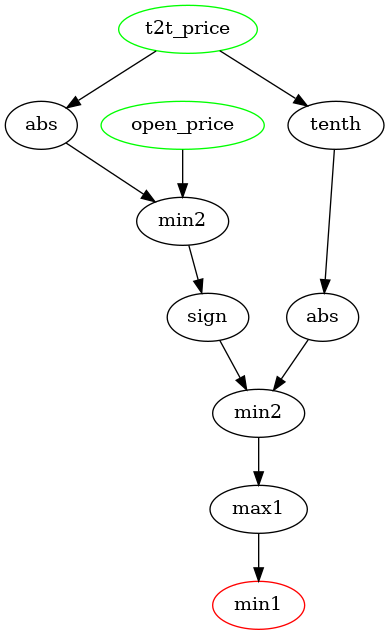 t2t_price
abs
open_price
tenth
min2
sign
abs
min2
max1
min1